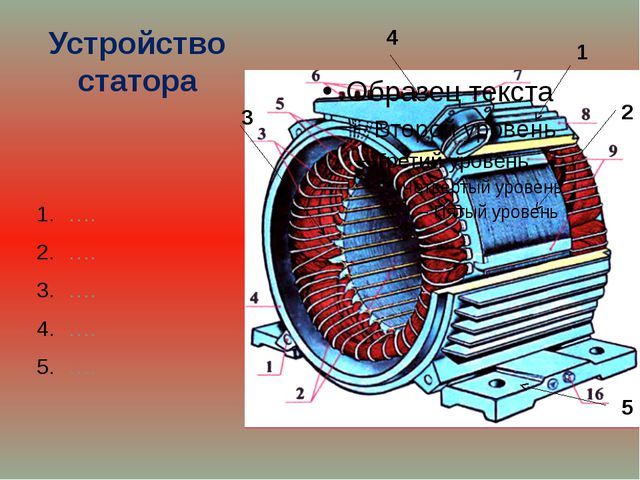 Устройство
статора
4
1
2
3
6
7
• Образец текста
5
Второй уровень
8
3
Третий уровень
9
Четвертый уровень
Пятый уровень
1. ....
2. ....
3. ....
4. ....
5. ....
4
1
2
16
5